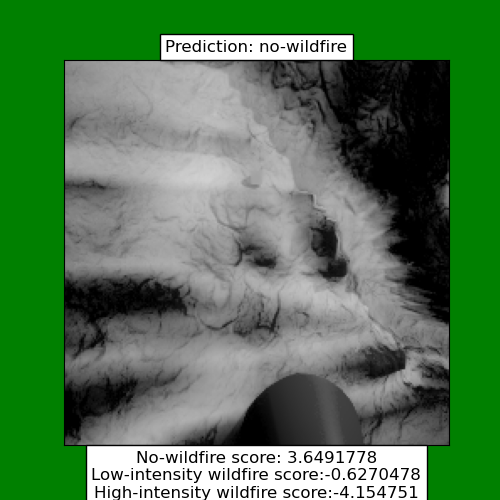 Prediction: no-wildfire
No-wildfire score: 3.6491778
Low-intensity wildfire score:-0.6270478
High-intensity wildfire score:-4.154751